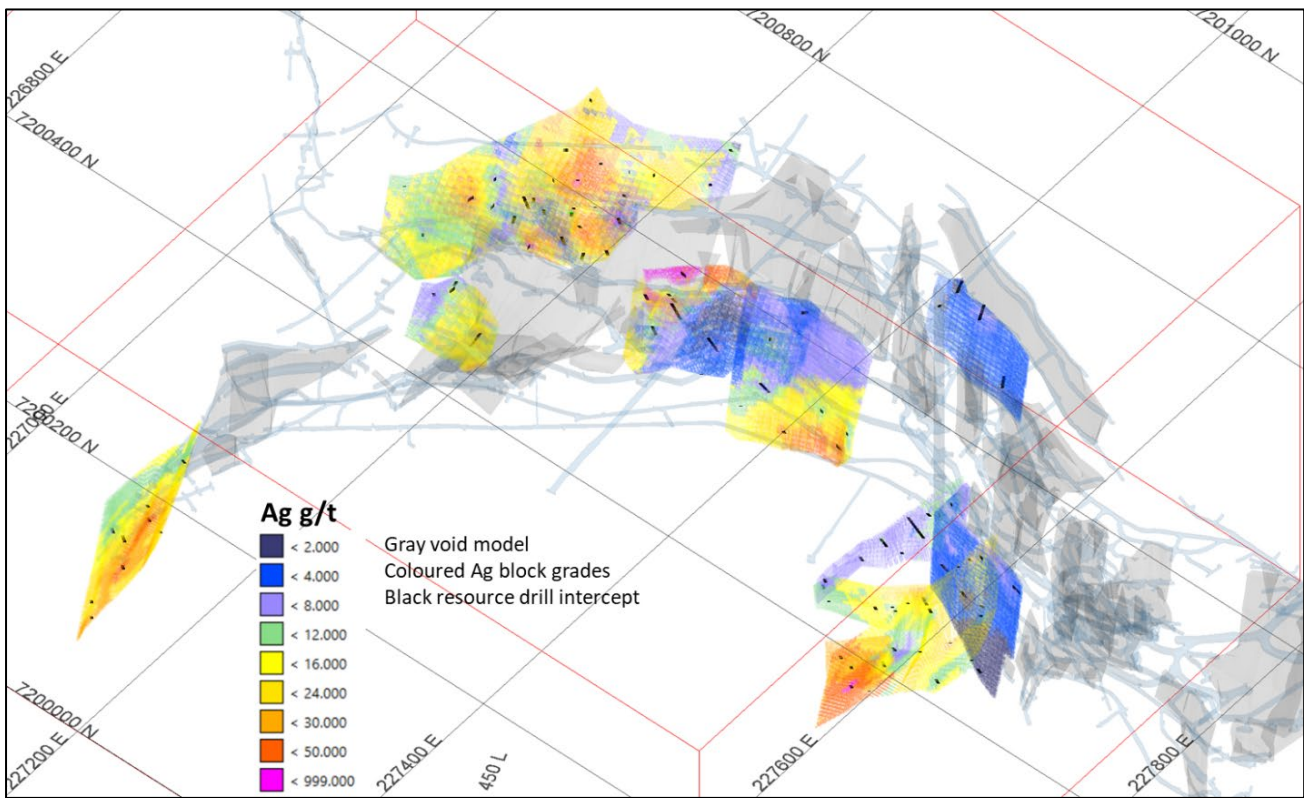 7200800 N
7201000 N
226800 E
7200400 N
227000 E
7200200 N
Ag g/t
< 2.000
< 4.000
< 8.000
< 12.000
< 16.000
< 24.000
< 30.000
< 50.000
< 999.000
Gray void model
Coloured Ag block grades
Black resource drill intercept
7200000 N
227200 E
227400 E
450 L
227600 E
227800 E